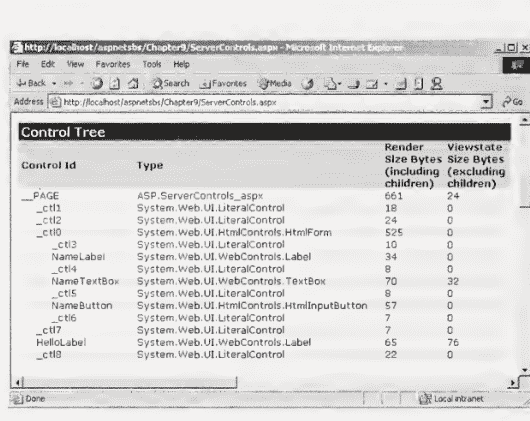 http://localhost/aspnetsbs/Chapter9/ServerControls.aspx - Microsoft Internet Explorer
File Edit View Favorites Tools Help
Back Search Favorites Media
Address http://localhost/aspnetsbs/Chapter9/ServerControls.aspx Go
Control Tree
Control Id Type Render Size Bytes (including children) Viewstate Size Bytes (excluding children)
__PAGE ASP.ServerControls_aspx 661 24
_ctl1 System.Web.UI.LiteralControl 18 0
_ctl2 System.Web.UI.LiteralControl 24 0
_ctl0 System.Web.UI.HtmlControls.HtmlForm 525 0
_ctl3 System.Web.UI.LiteralControl 10 0
NameLabel System.Web.UI.WebControls.Label 34 0
_ctl4 System.Web.UI.LiteralControl 8 0
NameTextBox System.Web.UI.WebControls.TextBox 70 32
_ctl5 System.Web.UI.LiteralControl 8 0
NameButton System.Web.UI.HtmlControls.HtmlInputButton 57 0
_ctl6 System.Web.UI.LiteralControl 7 0
_ctl7 System.Web.UI.LiteralControl 7 0
HelloLabel System.Web.UI.WebControls.Label 65 76
_ctl8 System.Web.UI.LiteralControl 22 0
Done Local intranet